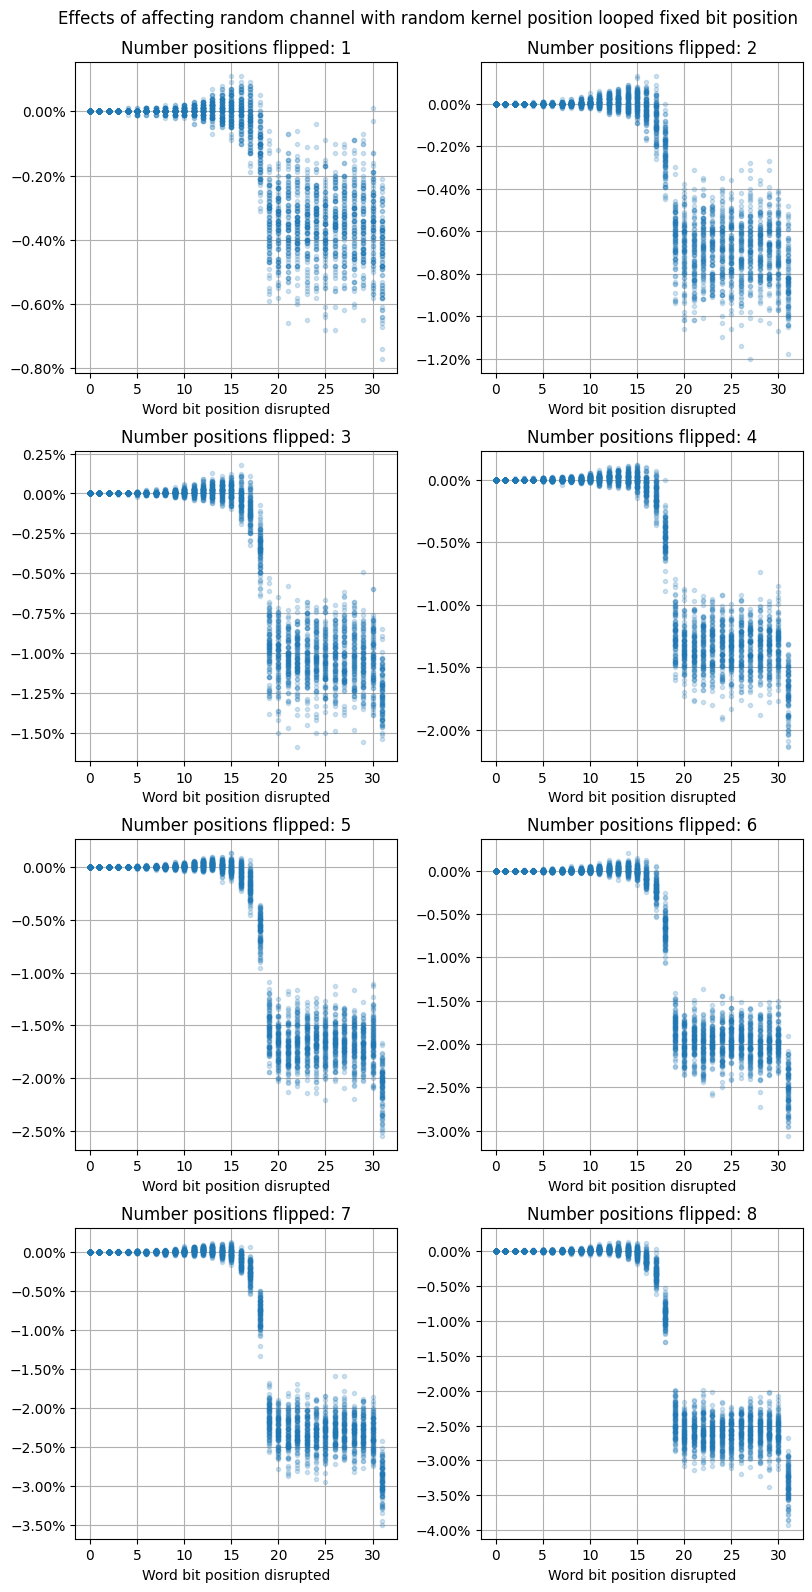 Effects of affecting random channel with random kernel position looped fixed bit position
Number positions flipped: 1
0.00%
−0.20%
−0.40%
−0.60%
−0.80%
0 5 10 15 20 25 30
Word bit position disrupted
Number positions flipped: 2
0.00%
−0.20%
−0.40%
−0.60%
−0.80%
−1.00%
−1.20%
0 5 10 15 20 25 30
Word bit position disrupted
Number positions flipped: 3
0.25%
0.00%
−0.25%
−0.50%
−0.75%
−1.00%
−1.25%
−1.50%
0 5 10 15 20 25 30
Word bit position disrupted
Number positions flipped: 4
0.00%
−0.50%
−1.00%
−1.50%
−2.00%
0 5 10 15 20 25 30
Word bit position disrupted
Number positions flipped: 5
0.00%
−0.50%
−1.00%
−1.50%
−2.00%
−2.50%
0 5 10 15 20 25 30
Word bit position disrupted
Number positions flipped: 6
0.00%
−0.50%
−1.00%
−1.50%
−2.00%
−2.50%
−3.00%
0 5 10 15 20 25 30
Word bit position disrupted
Number positions flipped: 7
0.00%
−0.50%
−1.00%
−1.50%
−2.00%
−2.50%
−3.00%
−3.50%
0 5 10 15 20 25 30
Word bit position disrupted
Number positions flipped: 8
0.00%
−0.50%
−1.00%
−1.50%
−2.00%
−2.50%
−3.00%
−3.50%
−4.00%
0 5 10 15 20 25 30
Word bit position disrupted